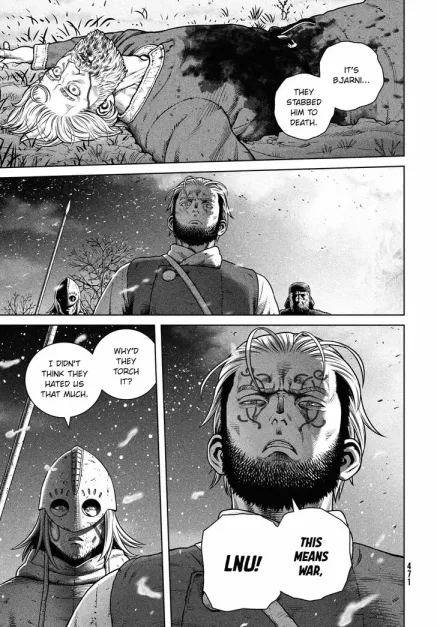 IT'S
BJARNI...
THEY
STABBED
HIM TO
DEATH.
WHY'D
THEY
TORCH
IT?
I DIDN'T
THINK THEY
HATED US
THAT MUCH.
THIS
MEANS
WAR,
LNU!
471